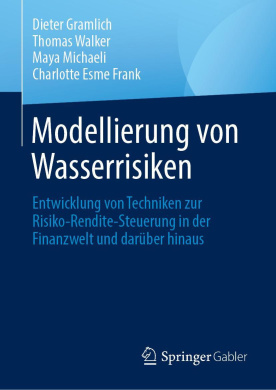 Dieter Gramlich
Thomas Walker
Maya Michaeli
Charlotte Esme Frank
Modellierung von
Wasserrisiken
Entwicklung von Techniken zur
Risiko-Rendite-Steuerung in der
Finanzwelt und darüber hinaus
Springer Gabler